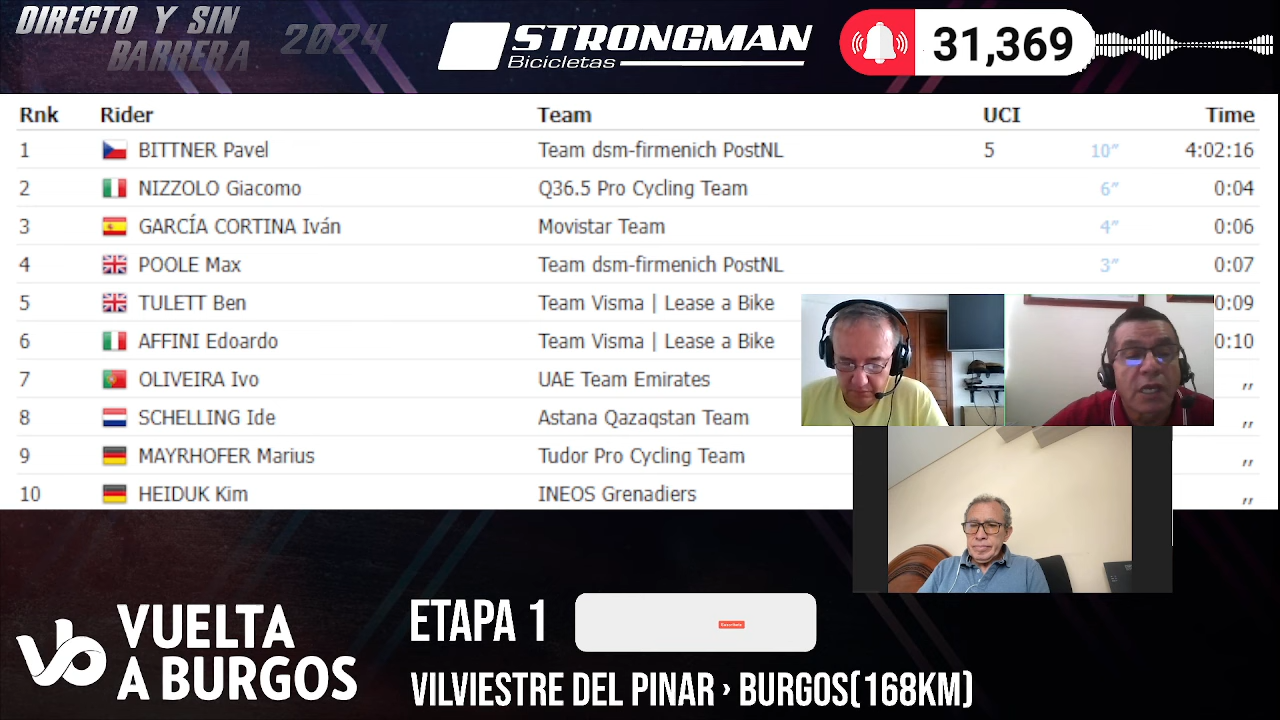 DIRECTO Y SIN
BARRERA 2024
STRONGMAN
Bicicletas
31,369
Rnk Rider Team UCI Time
1 BITTNER Pavel Team dsm-firmenich PostNL 5 10″ 4:02:16
2 NIZZOLO Giacomo Q36.5 Pro Cycling Team 6″ 0:04
3 GARCÍA CORTINA Iván Movistar Team 4″ 0:06
4 POOLE Max Team dsm-firmenich PostNL 3″ 0:07
5 TULETT Ben Team Visma | Lease a Bike 0:09
6 AFFINI Edoardo Team Visma | Lease a Bike 0:10
7 OLIVEIRA Ivo UAE Team Emirates ,,
8 SCHELLING Ide Astana Qazaqstan Team ,,
9 MAYRHOFER Marius Tudor Pro Cycling Team ,,
10 HEIDUK Kim INEOS Grenadiers ,,
vb VUELTA
A BURGOS
ETAPA 1
VILVIESTRE DEL PINAR › BURGOS(168KM)